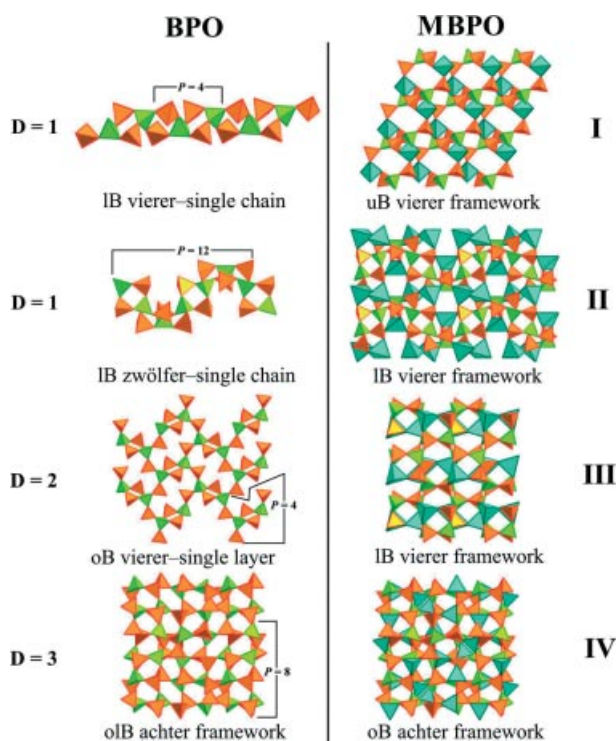 BPO
MBPO
P = 4
D = 1
I
lB vierer–single chain
uB vierer framework
P = 12
D = 1
II
lB zwölfer–single chain
lB vierer framework
D = 2
III
P = 4
oB vierer–single layer
lB vierer framework
D = 3
IV
P = 8
olB achter framework
oB achter framework